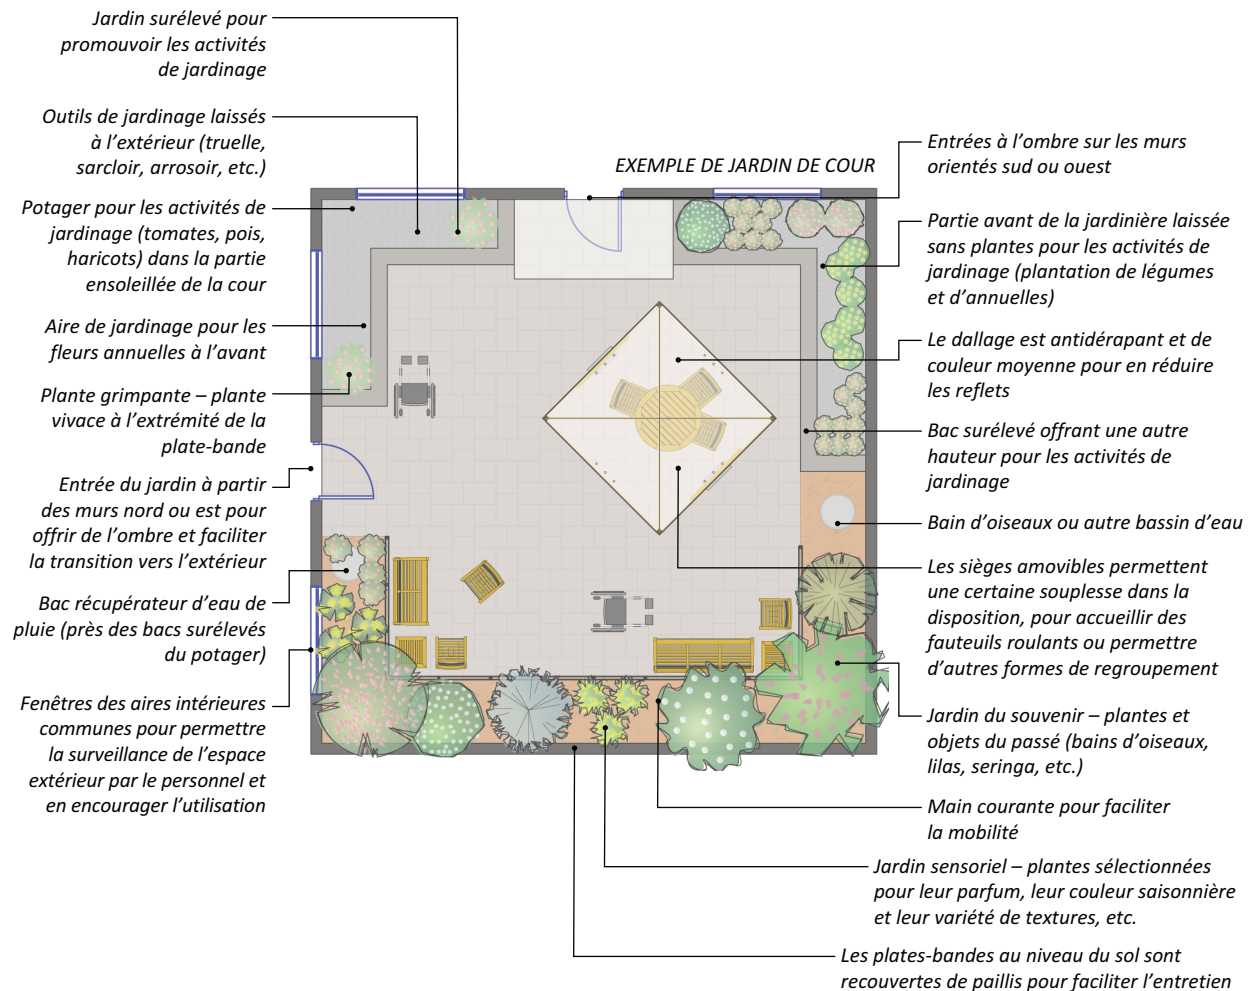 Jardin surélevé pour
promouvoir les activités
de jardinage
Outils de jardinage laissés
à l’extérieur (truelle,
sarcloir, arrosoir, etc.)
Potager pour les activités de
jardinage (tomates, pois,
haricots) dans la partie
ensoleillée de la cour
Aire de jardinage pour les
fleurs annuelles à l’avant
Plante grimpante – plante
vivace à l’extrémité de la
plate-bande
Entrée du jardin à partir
des murs nord ou est pour
offrir de l’ombre et faciliter
la transition vers l’extérieur
Bac récupérateur d’eau de
pluie (près des bacs surélevés
du potager)
Fenêtres des aires intérieures
communes pour permettre
la surveillance de l’espace
extérieur par le personnel et
en encourager l’utilisation
EXEMPLE DE JARDIN DE COUR
Entrées à l’ombre sur les murs
orientés sud ou ouest
Partie avant de la jardinière laissée
sans plantes pour les activités de
jardinage (plantation de légumes
et d’annuelles)
Le dallage est antidérapant et de
couleur moyenne pour en réduire
les reflets
Bac surélevé offrant une autre
hauteur pour les activités de
jardinage
Bain d’oiseaux ou autre bassin d’eau
Les sièges amovibles permettent
une certaine souplesse dans la
disposition, pour accueillir des
fauteuils roulants ou permettre
d’autres formes de regroupement
Jardin du souvenir – plantes et
objets du passé (bains d’oiseaux,
lilas, seringa, etc.)
Main courante pour faciliter
la mobilité
Jardin sensoriel – plantes sélectionnées
pour leur parfum, leur couleur saisonnière
et leur variété de textures, etc.
Les plates-bandes au niveau du sol sont
recouvertes de paillis pour faciliter l’entretien